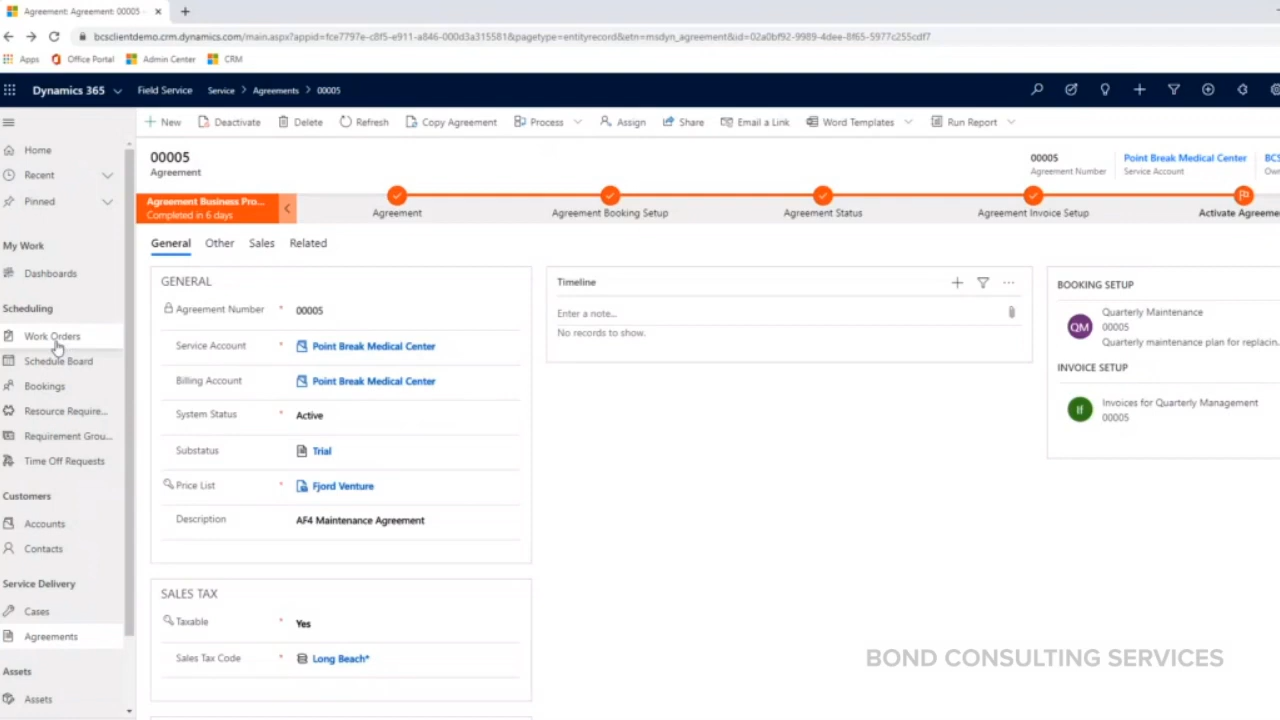 Agreement: Agreement: 00005 -
bcsclientdemo.crm.dynamics.com/main.aspx?appid=fce7797e-c8f5-e911-a846-000d3a315581&pagetype=entityrecord&etn=msdyn_agreement&id=02a0bf92-9989-4dee-8f65-5977c255cdf7
Apps Office Portal Admin Center CRM
Dynamics 365 Field Service Service > Agreements > 00005
New Deactivate Delete Refresh Copy Agreement Process Assign Share Email a Link Word Templates Run Report
Home
Recent
Pinned
My Work
Dashboards
Scheduling
Work Orders
Schedule Board
Bookings
Resource Require...
Requirement Grou...
Time Off Requests
Customers
Accounts
Contacts
Service Delivery
Cases
Agreements
Assets
Assets
00005
Agreement
00005
Agreement Number
Point Break Medical Center
Service Account
BCS
Own
Agreement Business Pro...
Completed in 6 days
Agreement
Agreement Booking Setup
Agreement Status
Agreement Invoice Setup
Activate Agreeme
General Other Sales Related
GENERAL
Agreement Number * 00005
Service Account * Point Break Medical Center
Billing Account * Point Break Medical Center
System Status * Active
Substatus Trial
Price List * Fjord Venture
Description AF4 Maintenance Agreement
SALES TAX
Taxable * Yes
Sales Tax Code * Long Beach*
Timeline
Enter a note...
No records to show.
BOOKING SETUP
QM
Quarterly Maintenance
00005
Quarterly maintenance plan for replacin.
INVOICE SETUP
If
Invoices for Quarterly Management
00005
BOND CONSULTING SERVICES